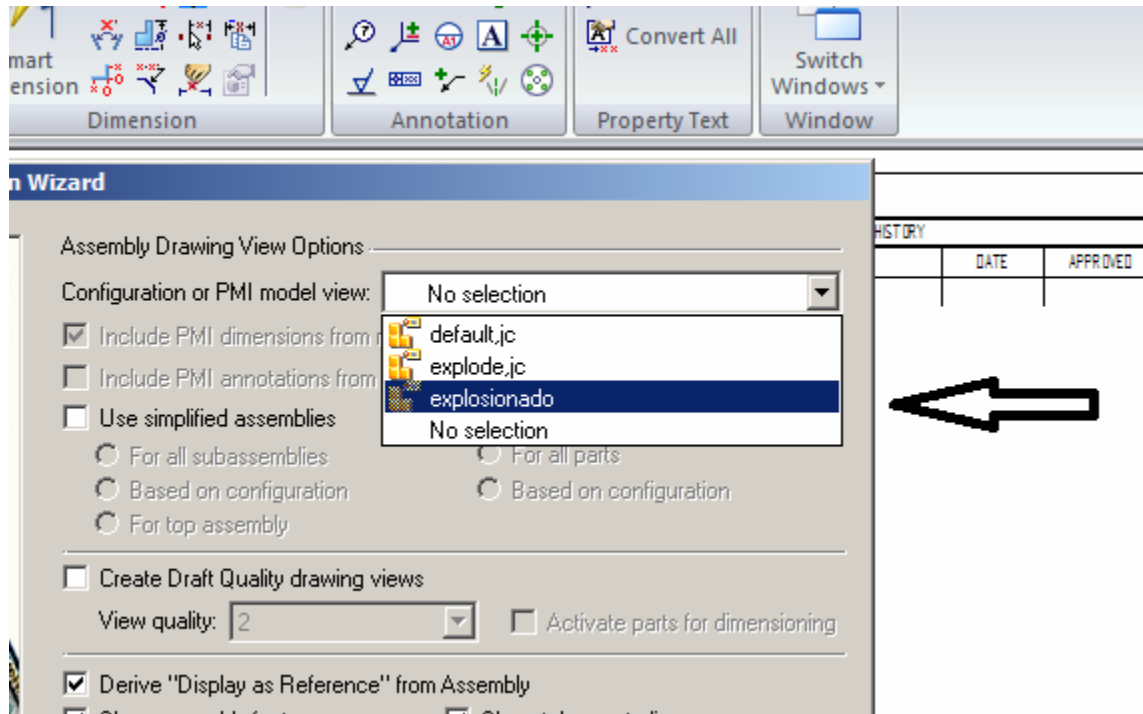 mart
ension
Dimension
Annotation
Convert All
Property Text
Switch
Windows
Window
n Wizard
HISTORY
DATE
APPROVED
Assembly Drawing View Options
Configuration or PMI model view:
No selection
default,jc
explode,jc
explosionado
No selection
Include PMI dimensions from
Include PMI annotations from
Use simplified assemblies
For all subassemblies
For all parts
Based on configuration
Based on configuration
For top assembly
Create Draft Quality drawing views
View quality: 2
Activate parts for dimensioning
Derive "Display as Reference" from Assembly